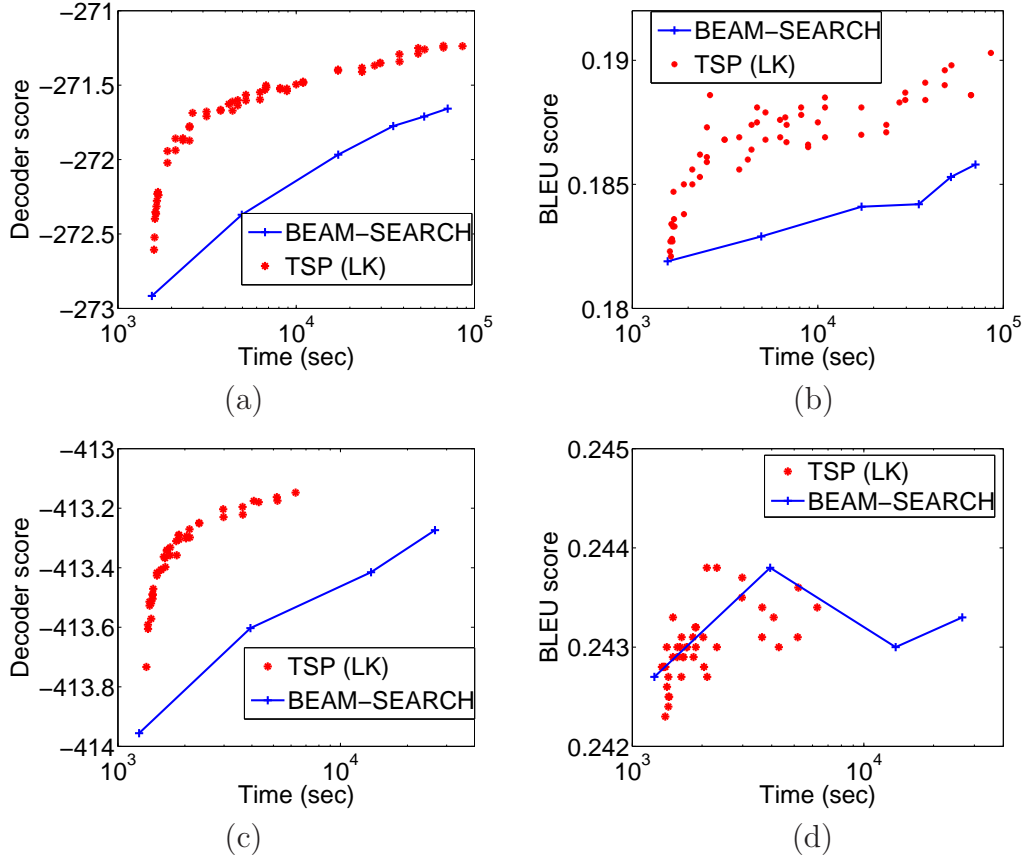 −271
−271.5
−272
−272.5
−273
Decoder score
BEAM−SEARCH
TSP (LK)
10^3
10^4
10^5
Time (sec)
(a)
BEAM−SEARCH
TSP (LK)
0.19
0.185
0.18
BLEU score
10^3
10^4
10^5
Time (sec)
(b)
−413
−413.2
−413.4
−413.6
−413.8
−414
Decoder score
TSP (LK)
BEAM−SEARCH
10^3
10^4
Time (sec)
(c)
0.245
0.244
0.243
0.242
BLEU score
TSP (LK)
BEAM−SEARCH
10^3
10^4
Time (sec)
(d)